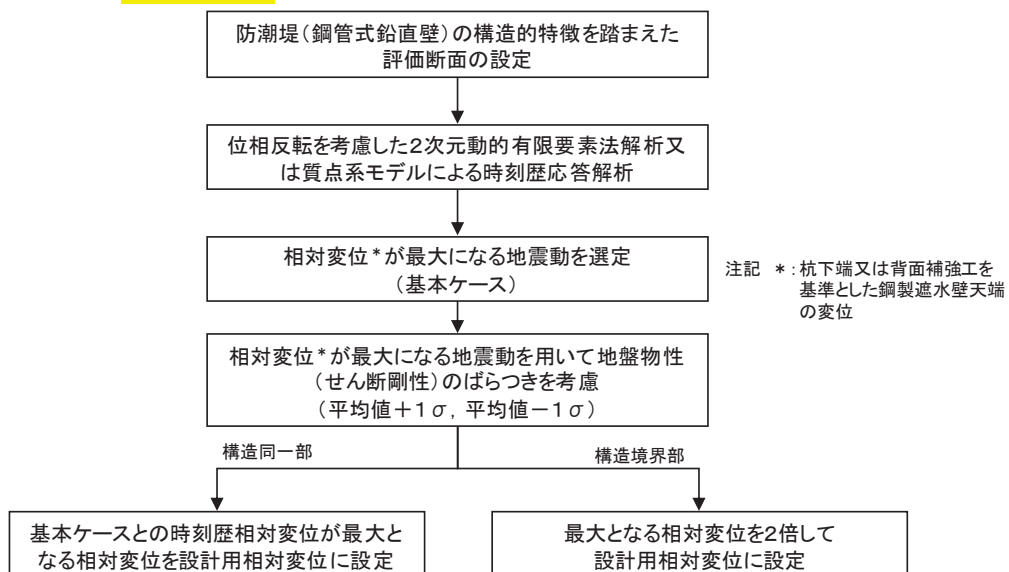 防潮堤(鋼管式鉛直壁)の構造的特徴を踏まえた
評価断面の設定
位相反転を考慮した2次元動的有限要素法解析又
は質点系モデルによる時刻歴応答解析
相対変位*が最大になる地震動を選定
(基本ケース)
注記 *:杭下端又は背面補強工を
基準とした鋼製遮水壁天端
の変位
相対変位*が最大になる地震動を用いて地盤物性
(せん断剛性)のばらつきを考慮
(平均値+1σ,平均値-1σ)
構造同一部
構造境界部
基本ケースとの時刻歴相対変位が最大と
なる相対変位を設計用相対変位に設定
最大となる相対変位を2倍して
設計用相対変位に設定